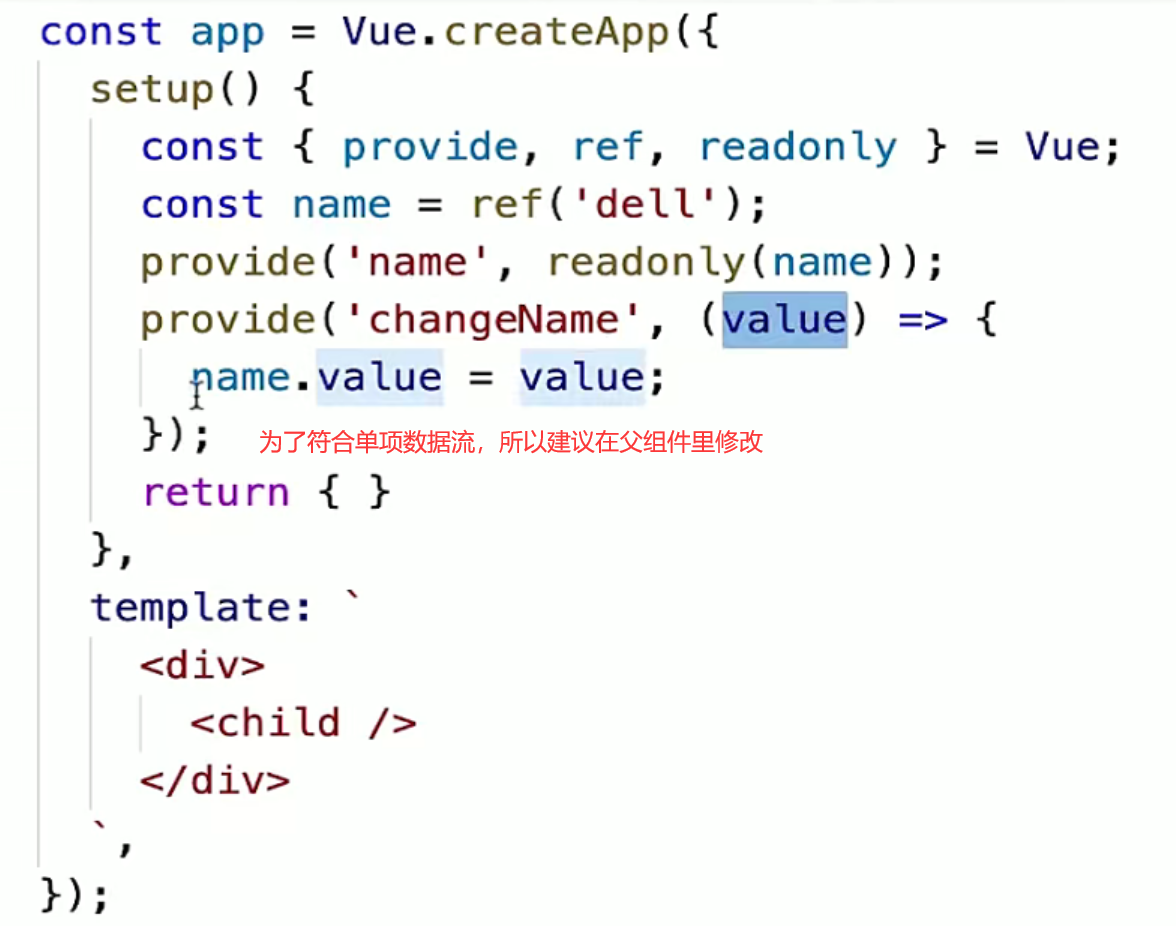 const app = Vue.createApp({
  setup() {
    const { provide, ref, readonly } = Vue;
    const name = ref('dell');
    provide('name', readonly(name));
    provide('changeName', (value) => {
      name.value = value;
    }); 为了符合单项数据流，所以建议在父组件里修改
    return { }
  },
  template: `
    <div>
      <child />
    </div>
  `,
});